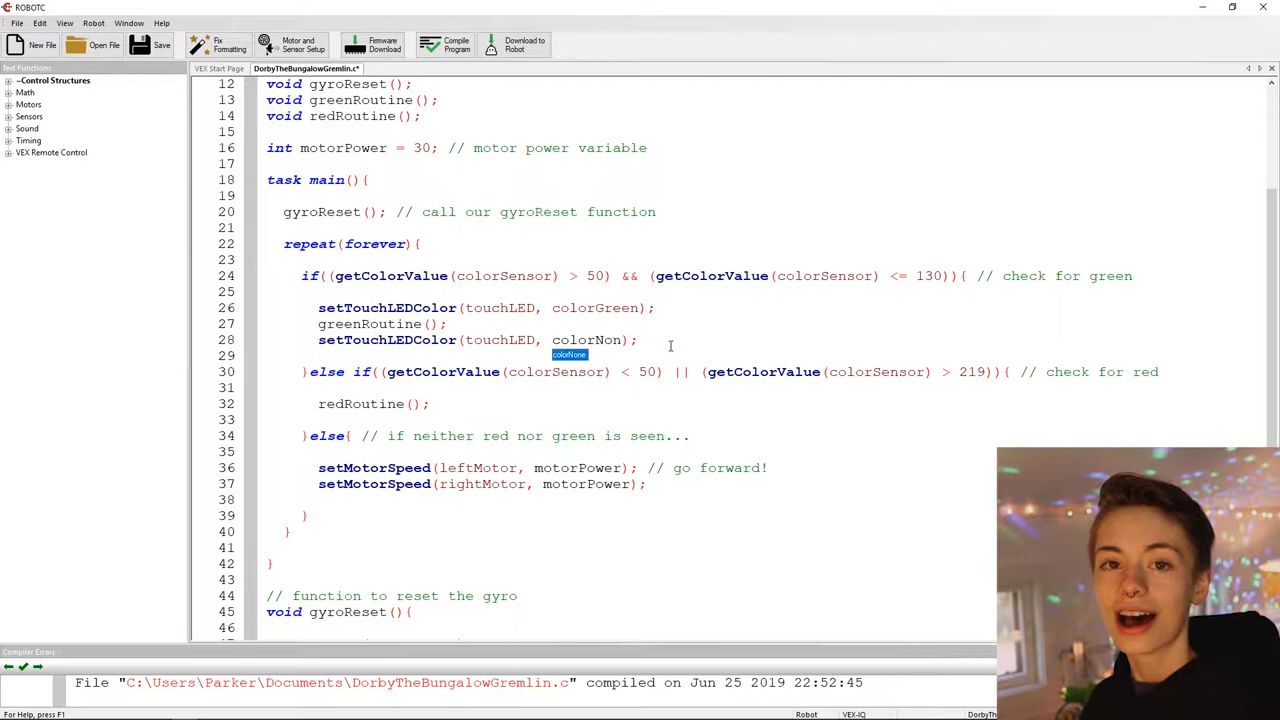 ROBOTC
File Edit View Robot Window Help
New File Open File Save Fix Formatting Motor and Sensor Setup Firmware Download Compile Program Download to Robot
Text Functions
VEX Start Page DorbyTheBungalowGremlin.c*
~Control Structures
Math
Motors
Sensors
Sound
Timing
VEX Remote Control
12 void gyroReset();
13 void greenRoutine();
14 void redRoutine();
15
16 int motorPower = 30; // motor power variable
17
18 task main(){
19
20 gyroReset(); // call our gyroReset function
21
22 repeat(forever){
23
24 if((getColorValue(colorSensor) > 50) && (getColorValue(colorSensor) <= 130)){ // check for green
25
26 setTouchLEDColor(touchLED, colorGreen);
27 greenRoutine();
28 setTouchLEDColor(touchLED, colorNon);
colorNone
29
30 }else if((getColorValue(colorSensor) < 50) || (getColorValue(colorSensor) > 219)){ // check for red
31
32 redRoutine();
33
34 }else{ // if neither red nor green is seen...
35
36 setMotorSpeed(leftMotor, motorPower); // go forward!
37 setMotorSpeed(rightMotor, motorPower);
38
39 }
40 }
41
42 }
43
44 // function to reset the gyro
45 void gyroReset(){
46
Compiler Errors
File "C:\Users\Parker\Documents\DorbyTheBungalowGremlin.c" compiled on Jun 25 2019 22:52:45
For Help, press F1
Robot VEX-IQ DorbyTh